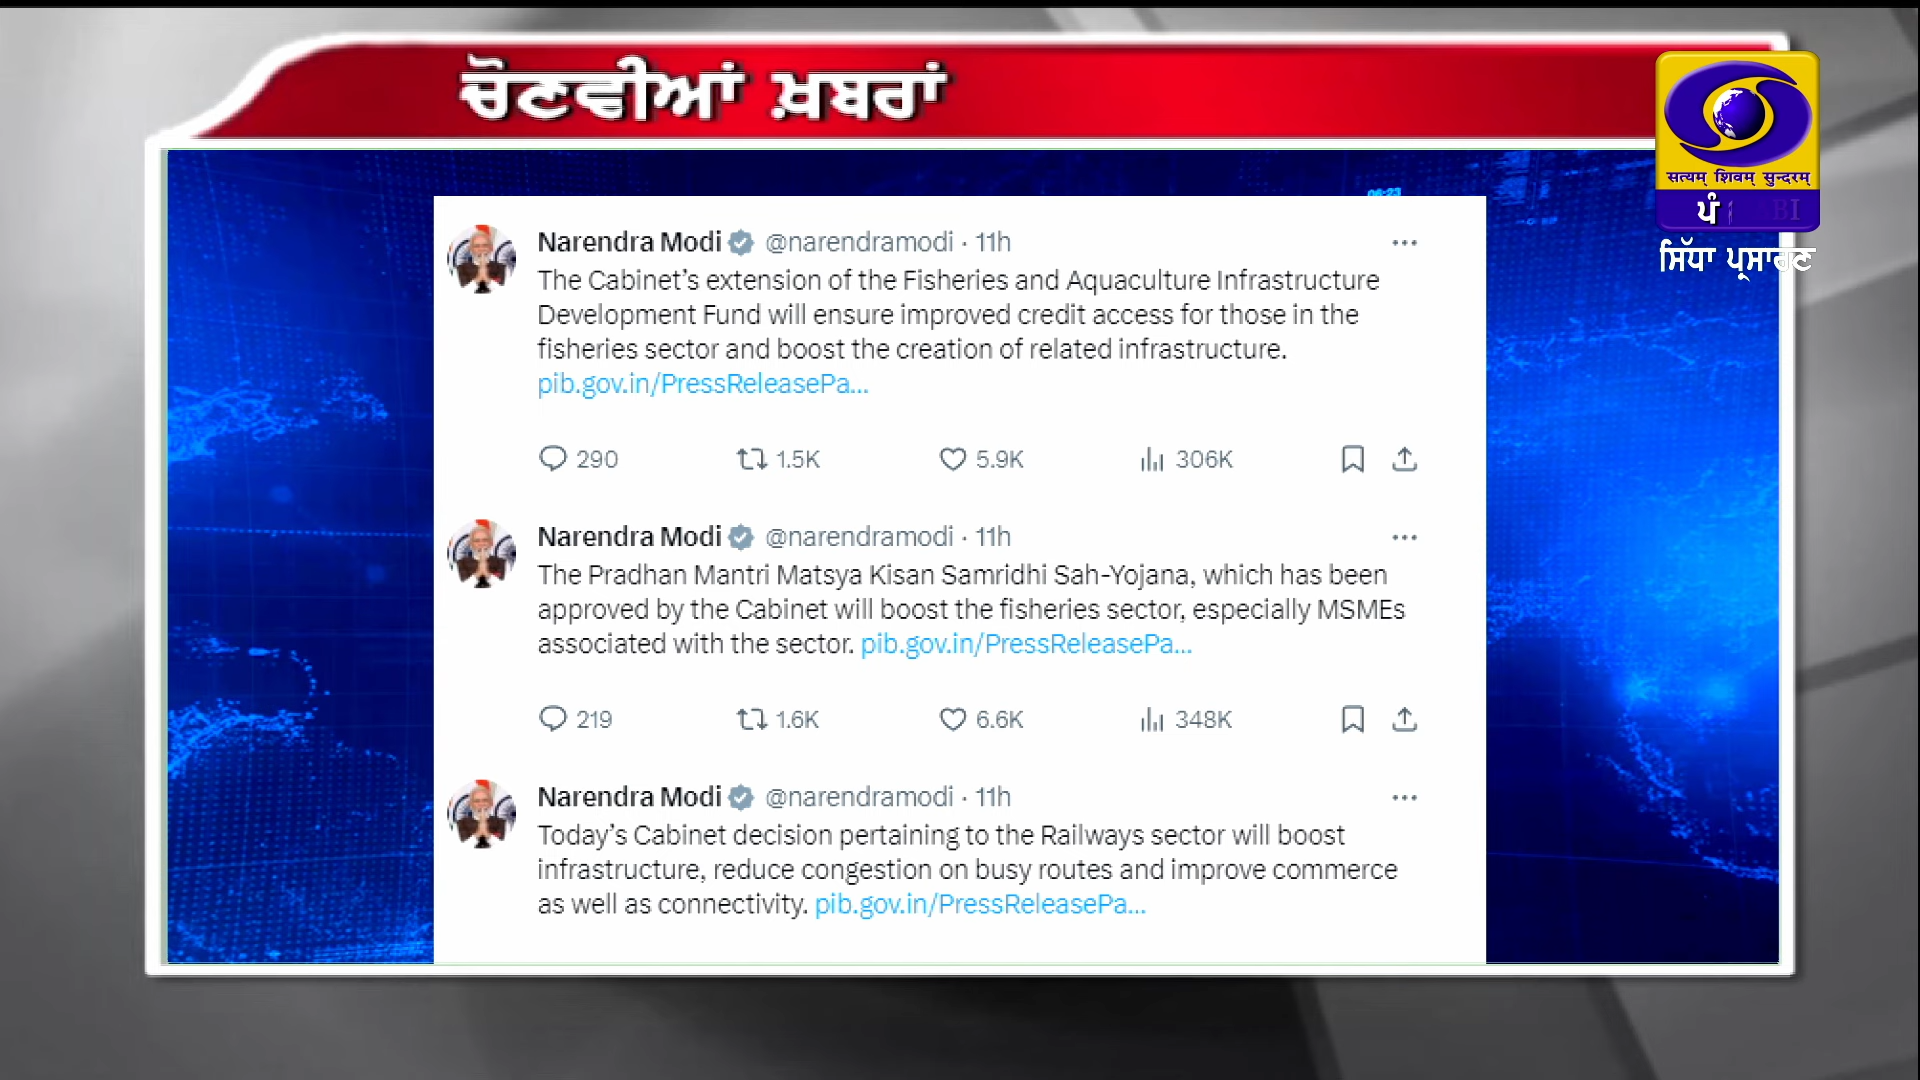 ਚੋਣਵੀਆਂ ਖ਼ਬਰਾਂ
सत्यम् शिवम् सुन्दरम्
ਸਿੱਧਾ ਪ੍ਰਸਾਰਣ
Narendra Modi @narendramodi · 11h
The Cabinet's extension of the Fisheries and Aquaculture Infrastructure
Development Fund will ensure improved credit access for those in the
fisheries sector and boost the creation of related infrastructure.
pib.gov.in/PressReleasePa...
290 1.5K 5.9K 306K
Narendra Modi @narendramodi · 11h
The Pradhan Mantri Matsya Kisan Samridhi Sah-Yojana, which has been
approved by the Cabinet will boost the fisheries sector, especially MSMEs
associated with the sector. pib.gov.in/PressReleasePa...
219 1.6K 6.6K 348K
Narendra Modi @narendramodi · 11h
Today's Cabinet decision pertaining to the Railways sector will boost
infrastructure, reduce congestion on busy routes and improve commerce
as well as connectivity. pib.gov.in/PressReleasePa...